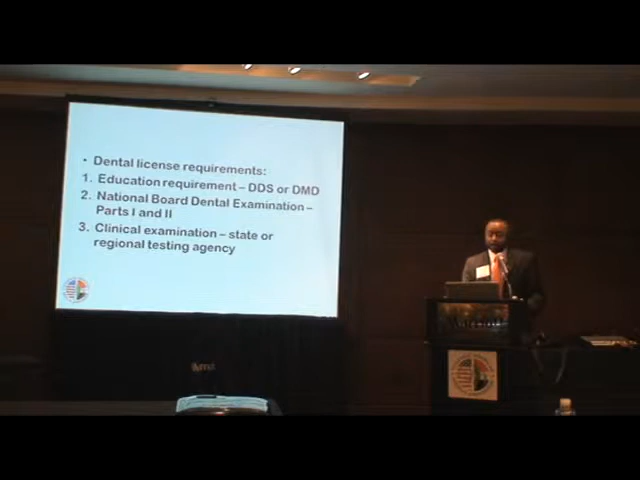 • Dental license requirements:
1. Education requirement – DDS or DMD
2. National Board Dental Examination –
Parts I and II
3. Clinical examination – state or
regional testing agency